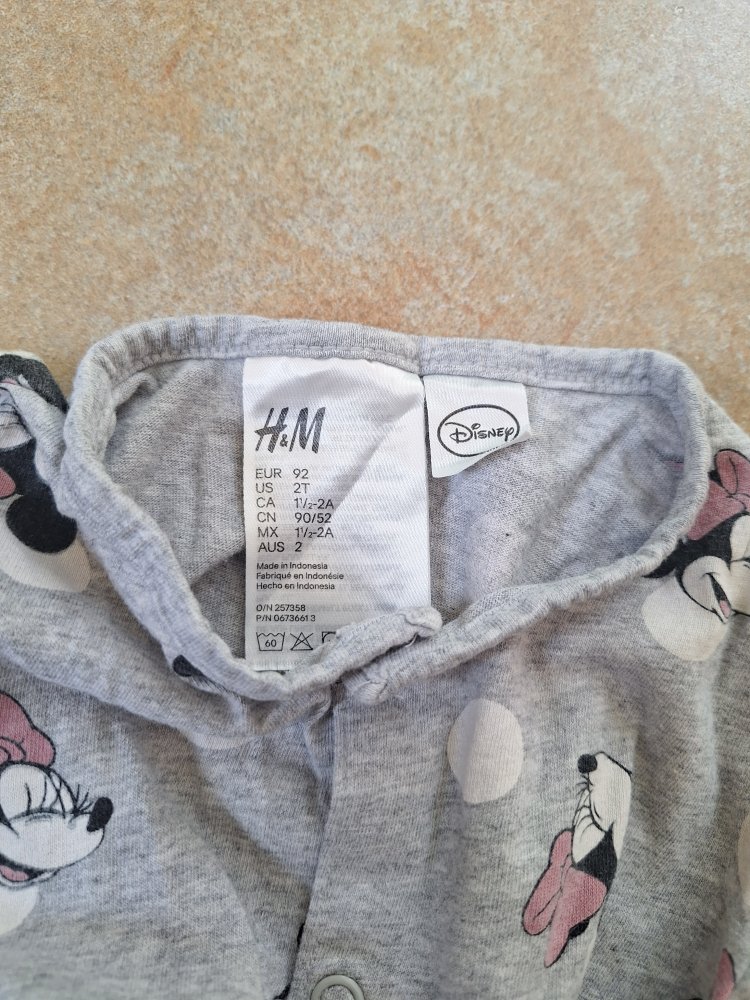 H&M
EUR 92
US 2T
CA 1½-2A
CN 90/52
MX 1½-2A
AUS 2
Made in Indonesia
Fabriqué en Indonésie
Hecho en Indonesia
O/N 257358
P/N 06736613
60
Disney